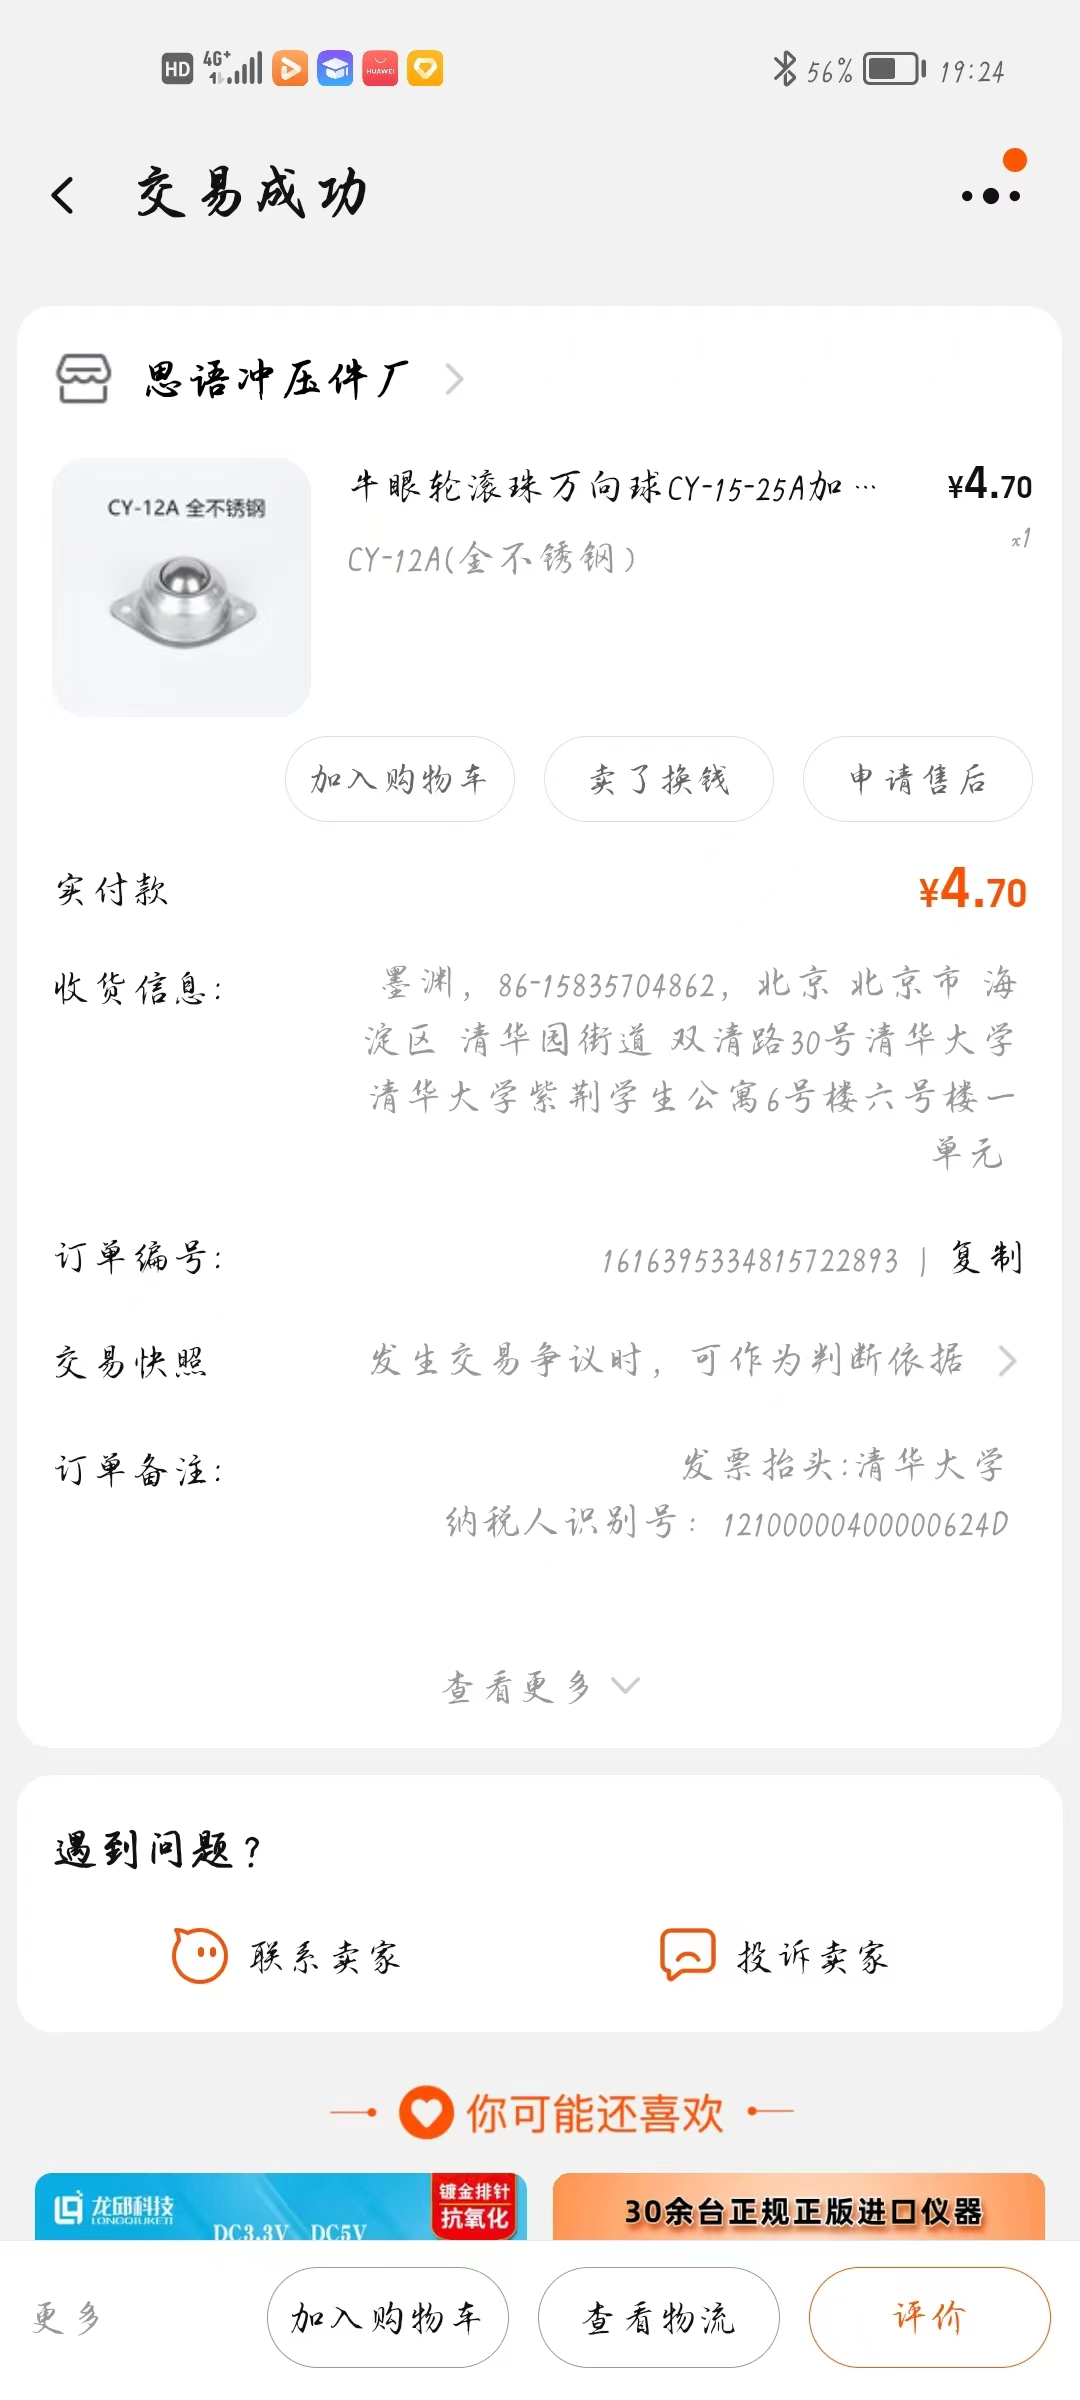 HD 4G+ HUAWEI 56% 19:24
交易成功
思语冲压件厂
CY-12A 全不锈钢
牛眼轮滚珠万向球CY-15-25A加… ¥4.70
CY-12A(全不锈钢) x1
加入购物车 卖了换钱 申请售后
实付款 ¥4.70
收货信息: 墨渊，86-15835704862，北京 北京市 海
淀区 清华园街道 双清路30号清华大学
清华大学紫荆学生公寓6号楼六号楼一
单元
订单编号: 1616395334815722893 | 复制
交易快照 发生交易争议时，可作为判断依据
订单备注: 发票抬头:清华大学
纳税人识别号：12100000400000624D
查看更多
遇到问题？
联系卖家 投诉卖家
你可能还喜欢
龙邱科技 镀金排针
LONGQIUKEJI 抗氧化
DC3.3V DC5V
30余台正规正版进口仪器
更多 加入购物车 查看物流 评价